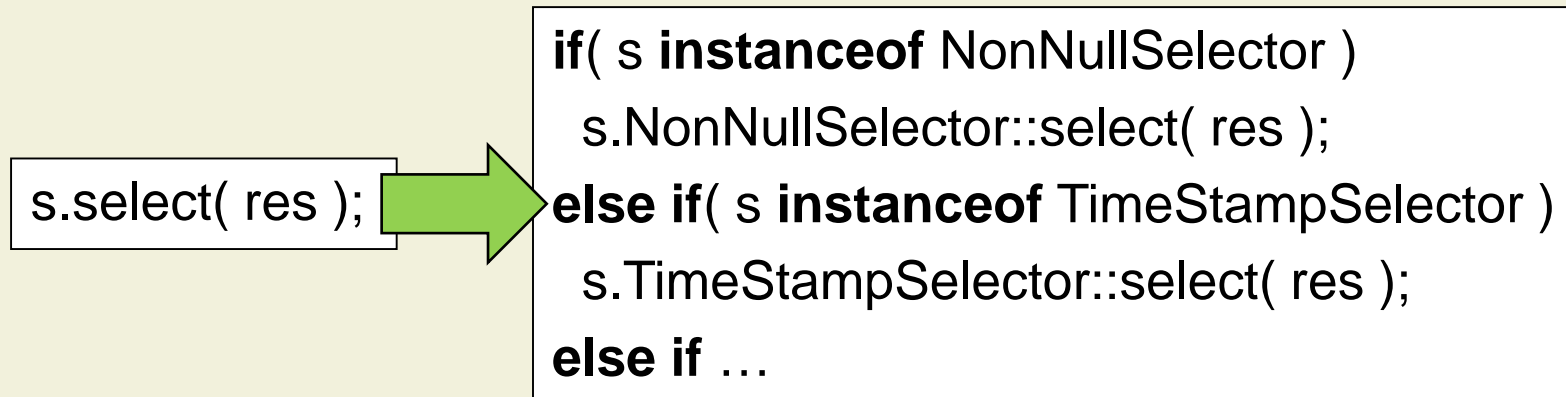 s.select( res );
if( s instanceof NonNullSelector )
s.NonNullSelector::select( res );
else if( s instanceof TimeStampSelector )
s.TimeStampSelector::select( res );
else if …